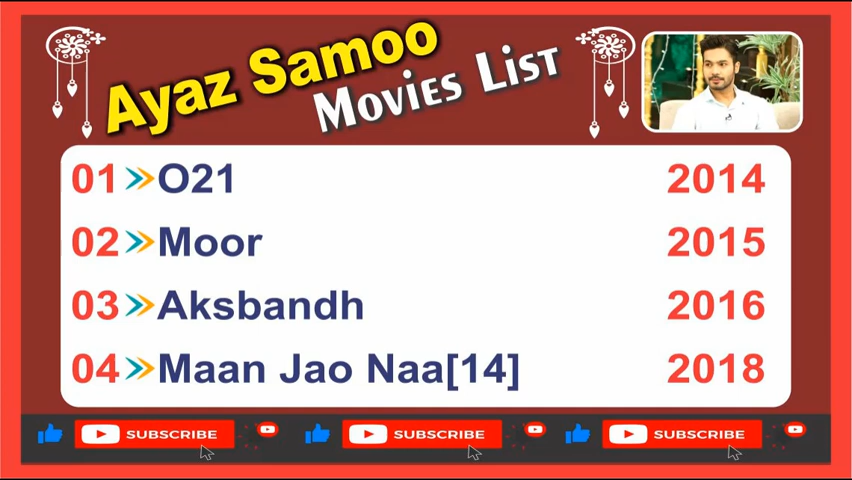 Ayaz Samoo
Movies List
01 O21 2014
02 Moor 2015
03 Aksbandh 2016
04 Maan Jao Naa[14] 2018
SUBSCRIBE SUBSCRIBE SUBSCRIBE